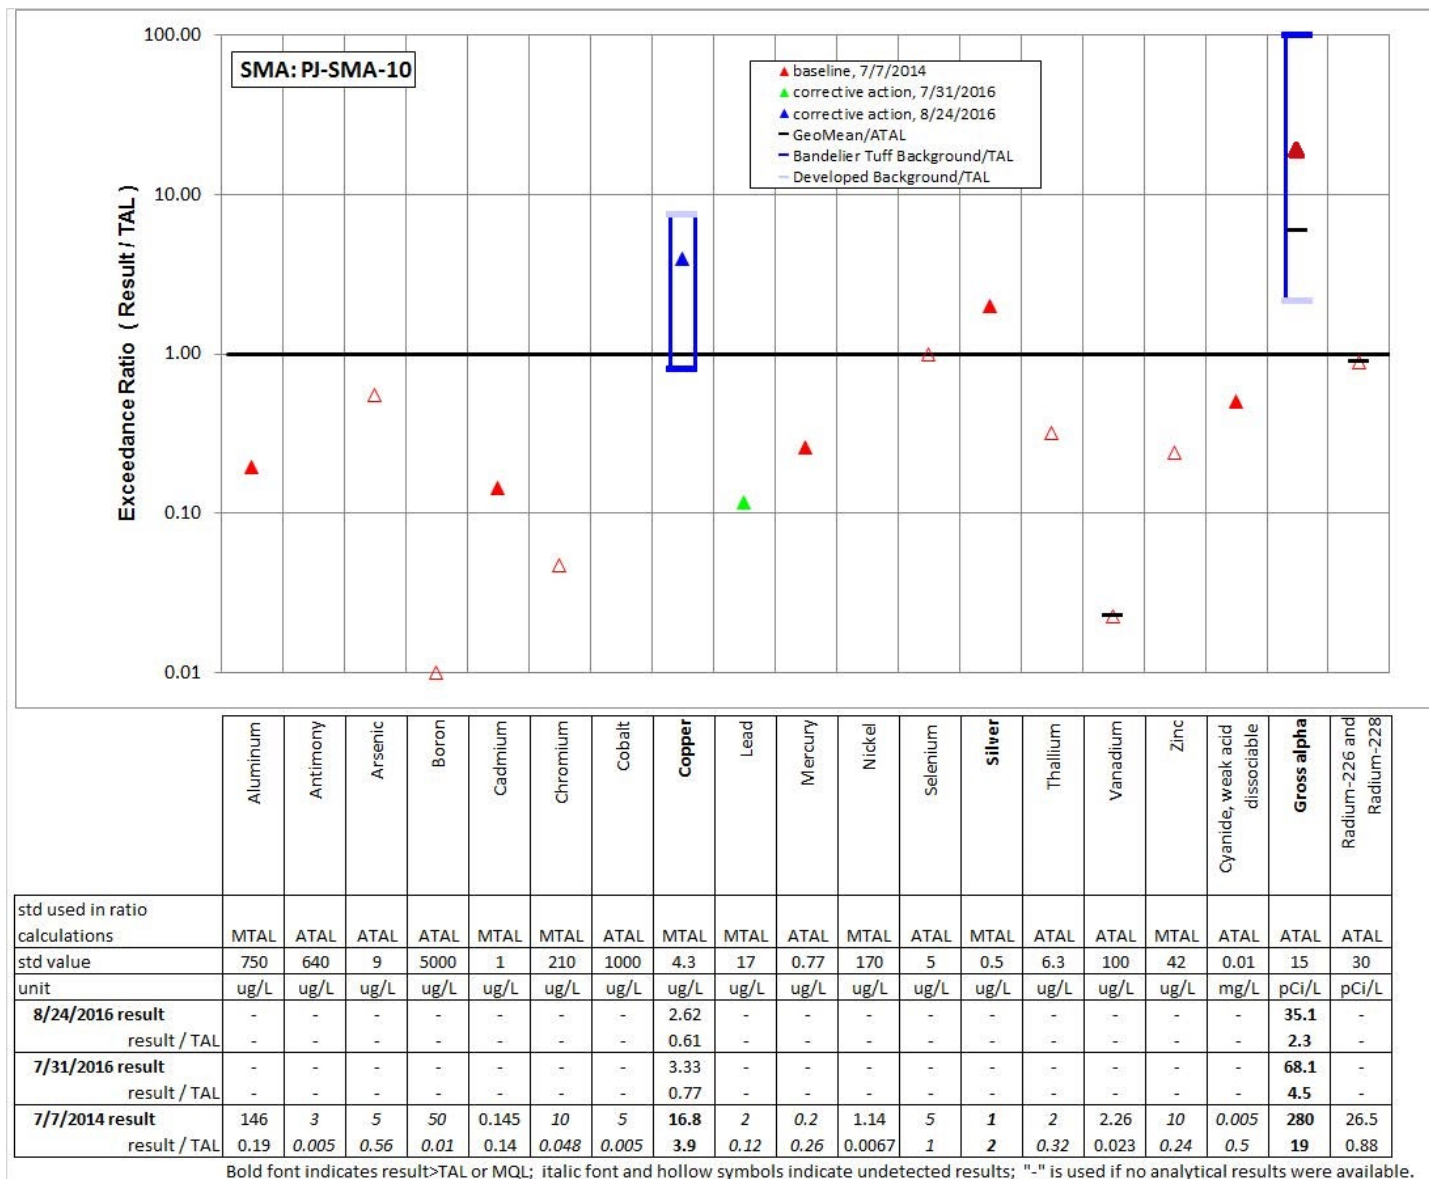 SMA: PJ-SMA-10
Exceedance Ratio ( Result / TAL )
100.00
10.00
1.00
0.10
0.01
baseline, 7/7/2014
corrective action, 7/31/2016
corrective action, 8/24/2016
GeoMean/ATAL
Bandelier Tuff Background/TAL
Developed Background/TAL
Aluminum Antimony Arsenic Boron Cadmium Chromium Cobalt Copper Lead Mercury Nickel Selenium Silver Thallium Vanadium Zinc Cyanide, weak acid dissociable Gross alpha Radium-226 and Radium-228
std used in ratio
calculations MTAL ATAL ATAL ATAL MTAL MTAL ATAL MTAL MTAL ATAL MTAL ATAL MTAL ATAL ATAL MTAL ATAL ATAL ATAL
std value 750 640 9 5000 1 210 1000 4.3 17 0.77 170 5 0.5 6.3 100 42 0.01 15 30
unit ug/L ug/L ug/L ug/L ug/L ug/L ug/L ug/L ug/L ug/L ug/L ug/L ug/L ug/L ug/L ug/L mg/L pCi/L pCi/L
8/24/2016 result - - - - - - - 2.62 - - - - - - - - - 35.1 -
result / TAL - - - - - - - 0.61 - - - - - - - - - 2.3 -
7/31/2016 result - - - - - - - 3.33 - - - - - - - - - 68.1 -
result / TAL - - - - - - - 0.77 - - - - - - - - - 4.5 -
7/7/2014 result 146 3 5 50 0.145 10 5 16.8 2 0.2 1.14 5 1 2 2.26 10 0.005 280 26.5
result / TAL 0.19 0.005 0.56 0.01 0.14 0.048 0.005 3.9 0.12 0.26 0.0067 1 2 0.32 0.023 0.24 0.5 19 0.88
Bold font indicates result>TAL or MQL; italic font and hollow symbols indicate undetected results; "-" is used if no analytical results were available.